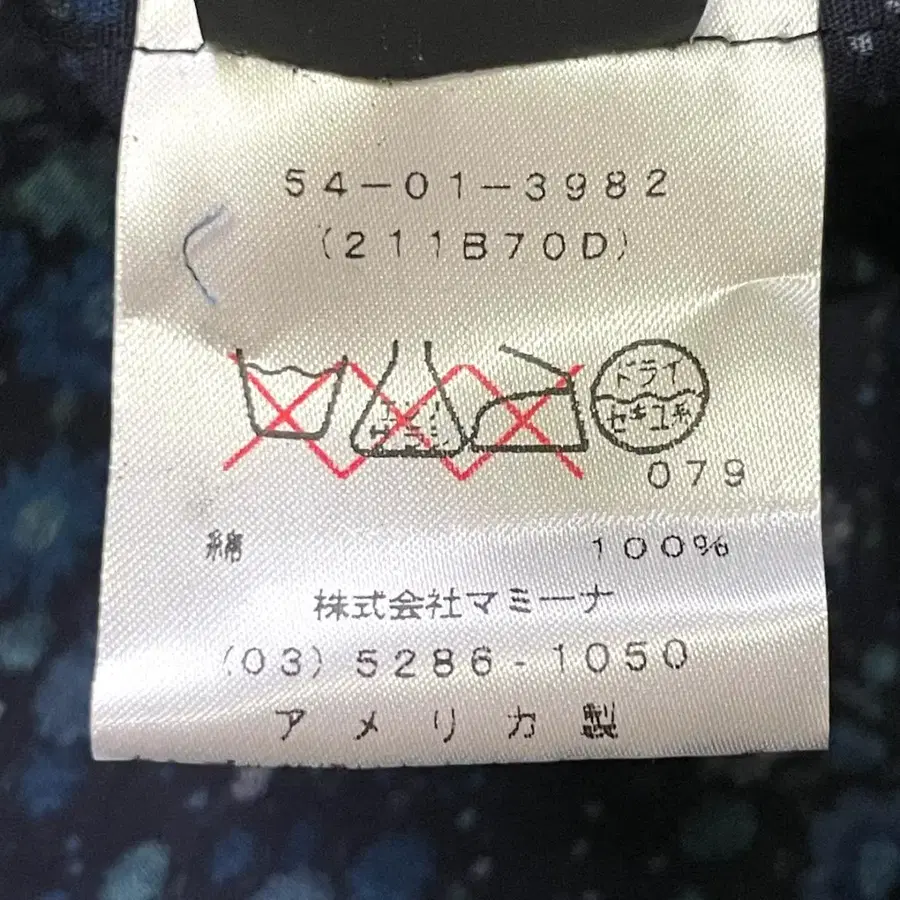 54-01-3982
(211B70D)
エンソ
サラシ
ドライ
セキユ系
079
100%
株式会社マミーナ
(03)5286-1050
アメリカ製